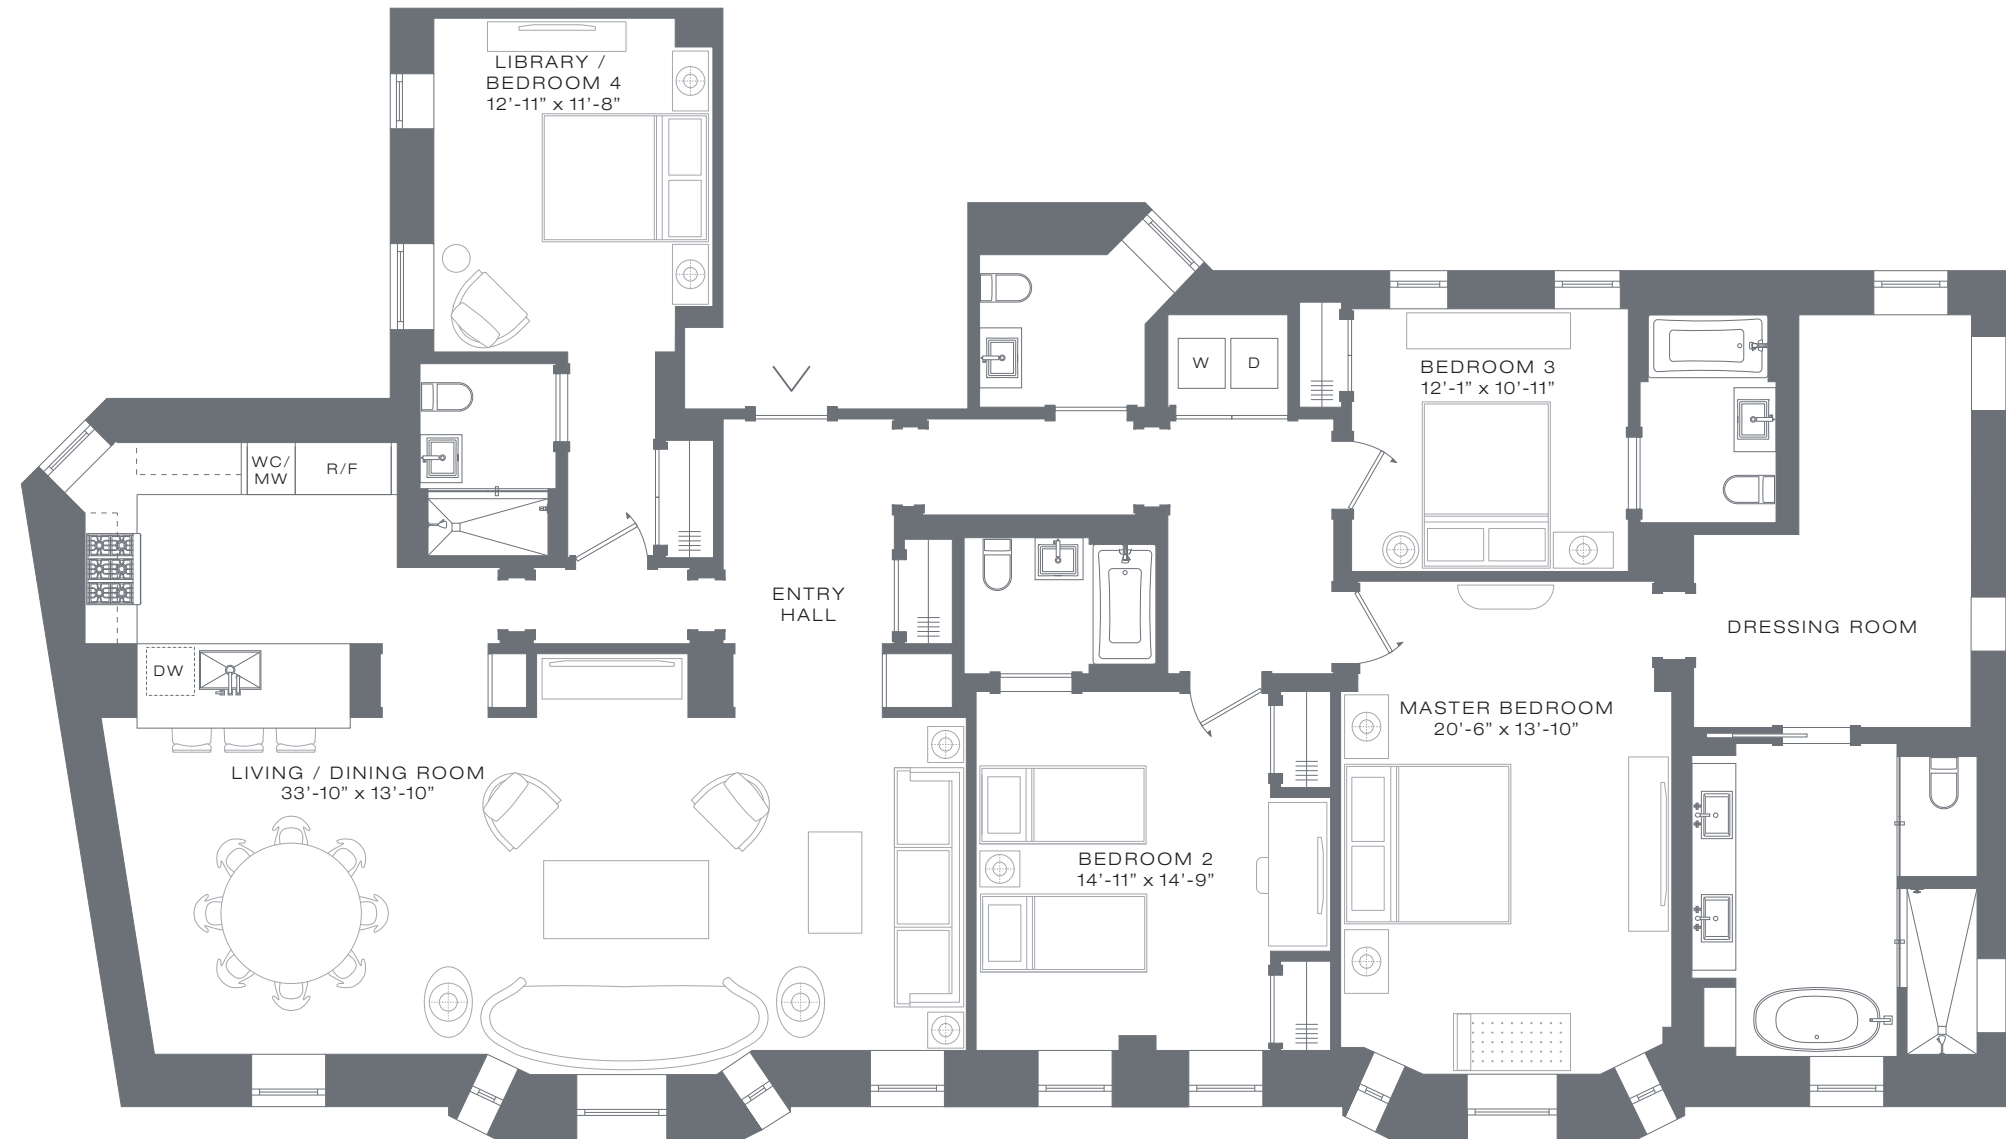 LIBRARY /
BEDROOM 4
12'-11” x 11'-8”
WC/
MW
R/F
W
D
BEDROOM 3
12'-1” x 10'-11”
ENTRY
HALL
DRESSING ROOM
DW
MASTER BEDROOM
20'-6” x 13'-10”
LIVING / DINING ROOM
33'-10” x 13'-10”
BEDROOM 2
14'-11” x 14'-9”